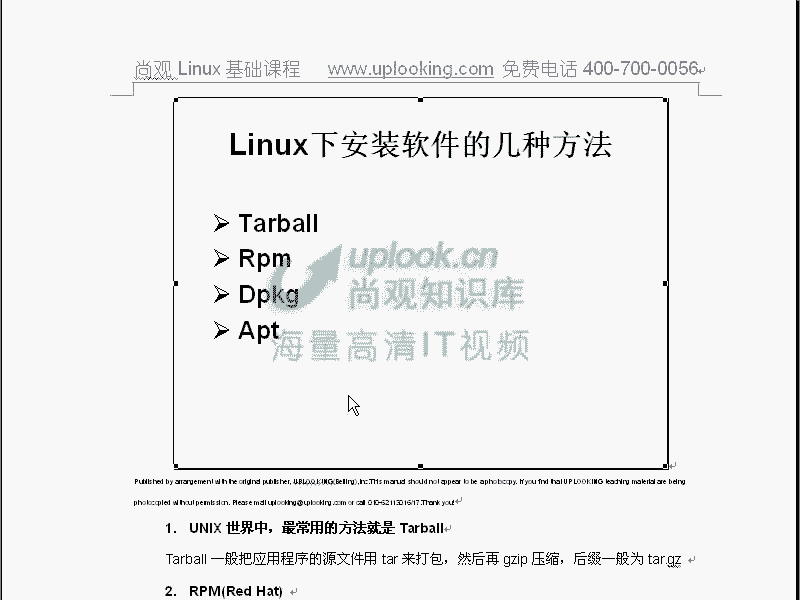 尚观 Linux 基础课程 www.uplooking.com 免费电话 400-700-0056
Linux下安装软件的几种方法
Tarball
Rpm
Dpkg
Apt
uplook.cn
尚观知识库
海量高清IT视频
Published by arrangement with the original publisher, UPLOOKING(Beijing),Inc.This manual should not appear to be a photocopy. If you find that UPLOOKING teaching material are being
photocopied without permission. Please mail uplooking@uplooking.com or call 010-62115016/17.Thank you!
1. UNIX 世界中，最常用的方法就是 Tarball
Tarball 一般把应用程序的源文件用 tar 来打包，然后再 gzip 压缩，后缀一般为 tar.gz
2. RPM(Red Hat)